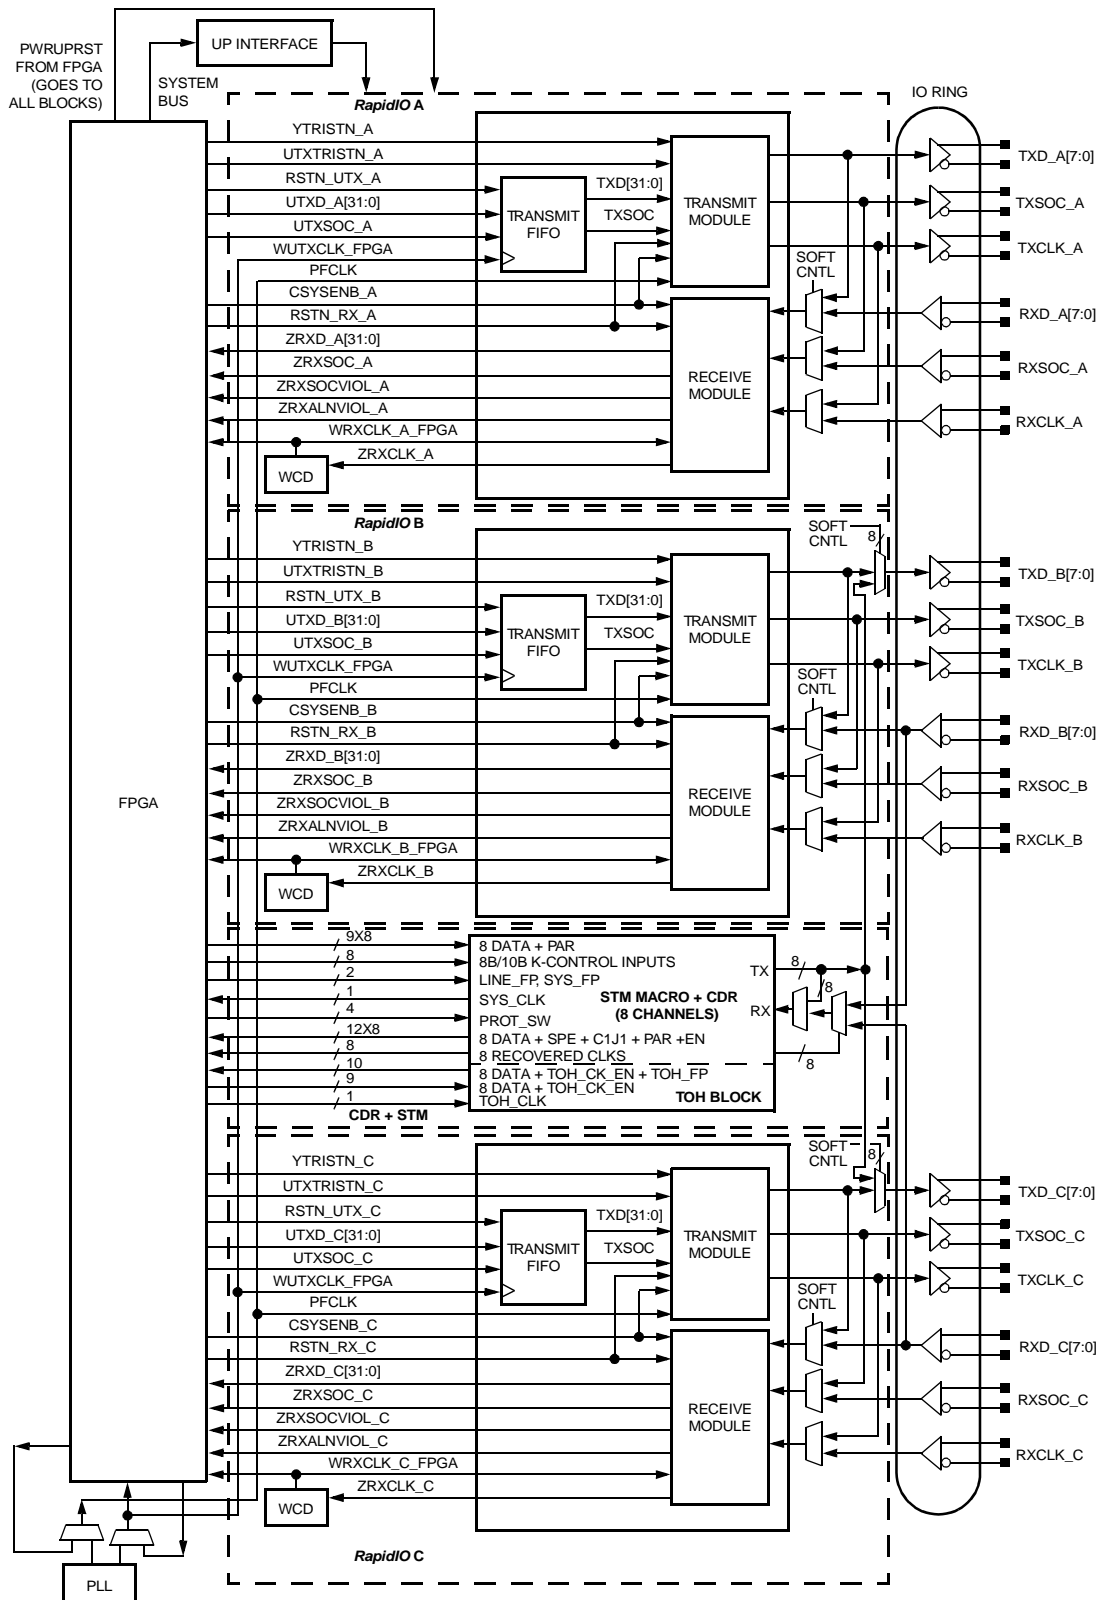 PWRUPRST
FROM FPGA
(GOES TO
ALL BLOCKS)
SYSTEM
BUS
UP INTERFACE
IO RING
FPGA
RapidIO A
YTRISTN_A
UTXTRISTN_A
RSTN_UTX_A
UTXD_A[31:0]
UTXSOC_A
WUTXCLK_FPGA
PFCLK
CSYSENB_A
RSTN_RX_A
ZRXD_A[31:0]
ZRXSOC_A
ZRXSOCVIOL_A
ZRXALNVIOL_A
WRXCLK_A_FPGA
ZRXCLK_A
WCD
TRANSMIT
FIFO
TXD[31:0]
TXSOC
TRANSMIT
MODULE
RECEIVE
MODULE
SOFT
CNTL
TXD_A[7:0]
TXSOC_A
TXCLK_A
RXD_A[7:0]
RXSOC_A
RXCLK_A
RapidIO B
YTRISTN_B
UTXTRISTN_B
RSTN_UTX_B
UTXD_B[31:0]
UTXSOC_B
WUTXCLK_FPGA
PFCLK
CSYSENB_B
RSTN_RX_B
ZRXD_B[31:0]
ZRXSOC_B
ZRXSOCVIOL_B
ZRXALNVIOL_B
WRXCLK_B_FPGA
ZRXCLK_B
WCD
TRANSMIT
FIFO
TXD[31:0]
TXSOC
TRANSMIT
MODULE
RECEIVE
MODULE
SOFT
CNTL
8
SOFT
CNTL
TXD_B[7:0]
TXSOC_B
TXCLK_B
RXD_B[7:0]
RXSOC_B
RXCLK_B
9X8
8
2
1
4
12X8
8
10
9
1
CDR + STM
8 DATA + PAR
8B/10B K-CONTROL INPUTS
LINE_FP, SYS_FP
SYS_CLK
PROT_SW
8 DATA + SPE + C1J1 + PAR +EN
8 RECOVERED CLKS
8 DATA + TOH_CK_EN + TOH_FP
8 DATA + TOH_CK_EN
TOH_CLK
STM MACRO + CDR
(8 CHANNELS)
TOH BLOCK
TX
RX
8
8
8
RapidIO C
YTRISTN_C
UTXTRISTN_C
RSTN_UTX_C
UTXD_C[31:0]
UTXSOC_C
WUTXCLK_FPGA
PFCLK
CSYSENB_C
RSTN_RX_C
ZRXD_C[31:0]
ZRXSOC_C
ZRXSOCVIOL_C
ZRXALNVIOL_C
WRXCLK_C_FPGA
ZRXCLK_C
WCD
TRANSMIT
FIFO
TXD[31:0]
TXSOC
TRANSMIT
MODULE
RECEIVE
MODULE
SOFT
CNTL
8
SOFT
CNTL
TXD_C[7:0]
TXSOC_C
TXCLK_C
RXD_C[7:0]
RXSOC_C
RXCLK_C
PLL